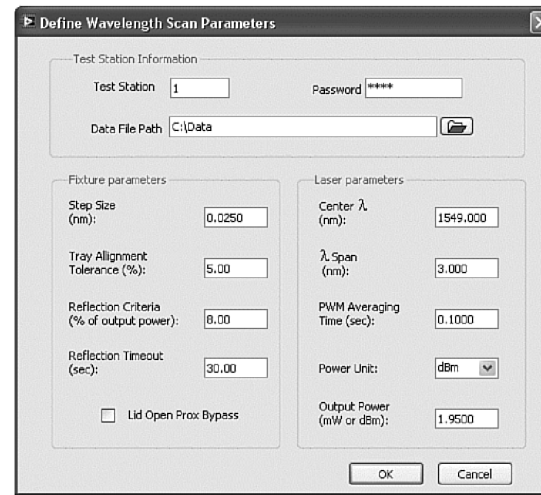 Define Wavelength Scan Parameters
Test Station Information
Test Station 1 Password ****
Data File Path C:\Data
Fixture parameters
Step Size
(nm): 0.0250
Tray Allignment
Tolerance (%): 5.00
Reflection Criteria
(% of output power): 8.00
Reflection Timeout
(sec): 30.00
Lid Open Prox Bypass
Laser parameters
Center λ
(nm): 1549.000
λ Span
(nm): 3.000
PWM Averaging
Time (sec): 0.1000
Power Unit: dBm
Output Power
(mW or dBm): 1.9500
OK Cancel